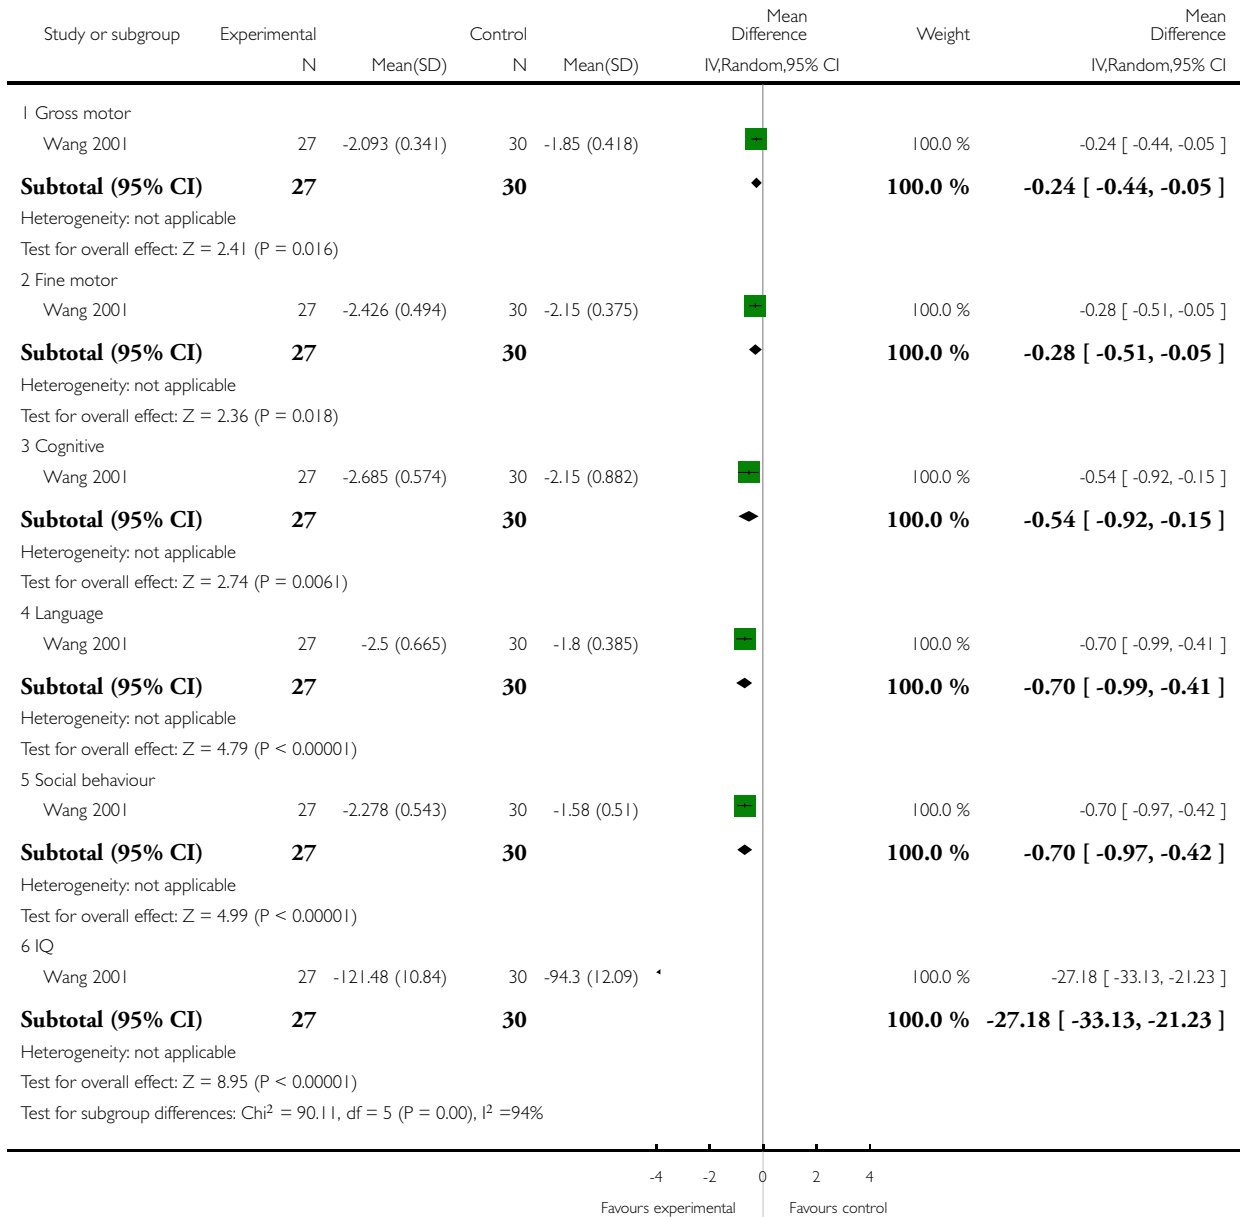 Study or subgroup Experimental Control Mean Difference Weight Mean Difference
N Mean(SD) N Mean(SD) IV,Random,95% CI IV,Random,95% CI
1 Gross motor
Wang 2001 27 -2.093 (0.341) 30 -1.85 (0.418) 100.0 % -0.24 [ -0.44, -0.05 ]
Subtotal (95% CI) 27 30 100.0 % -0.24 [ -0.44, -0.05 ]
Heterogeneity: not applicable
Test for overall effect: Z = 2.41 (P = 0.016)
2 Fine motor
Wang 2001 27 -2.426 (0.494) 30 -2.15 (0.375) 100.0 % -0.28 [ -0.51, -0.05 ]
Subtotal (95% CI) 27 30 100.0 % -0.28 [ -0.51, -0.05 ]
Heterogeneity: not applicable
Test for overall effect: Z = 2.36 (P = 0.018)
3 Cognitive
Wang 2001 27 -2.685 (0.574) 30 -2.15 (0.882) 100.0 % -0.54 [ -0.92, -0.15 ]
Subtotal (95% CI) 27 30 100.0 % -0.54 [ -0.92, -0.15 ]
Heterogeneity: not applicable
Test for overall effect: Z = 2.74 (P = 0.0061)
4 Language
Wang 2001 27 -2.5 (0.665) 30 -1.8 (0.385) 100.0 % -0.70 [ -0.99, -0.41 ]
Subtotal (95% CI) 27 30 100.0 % -0.70 [ -0.99, -0.41 ]
Heterogeneity: not applicable
Test for overall effect: Z = 4.79 (P < 0.00001)
5 Social behaviour
Wang 2001 27 -2.278 (0.543) 30 -1.58 (0.51) 100.0 % -0.70 [ -0.97, -0.42 ]
Subtotal (95% CI) 27 30 100.0 % -0.70 [ -0.97, -0.42 ]
Heterogeneity: not applicable
Test for overall effect: Z = 4.99 (P < 0.00001)
6 IQ
Wang 2001 27 -121.48 (10.84) 30 -94.3 (12.09) 100.0 % -27.18 [ -33.13, -21.23 ]
Subtotal (95% CI) 27 30 100.0 % -27.18 [ -33.13, -21.23 ]
Heterogeneity: not applicable
Test for overall effect: Z = 8.95 (P < 0.00001)
Test for subgroup differences: Chi² = 90.11, df = 5 (P = 0.00), I² =94%
-4 -2 0 2 4
Favours experimental Favours control